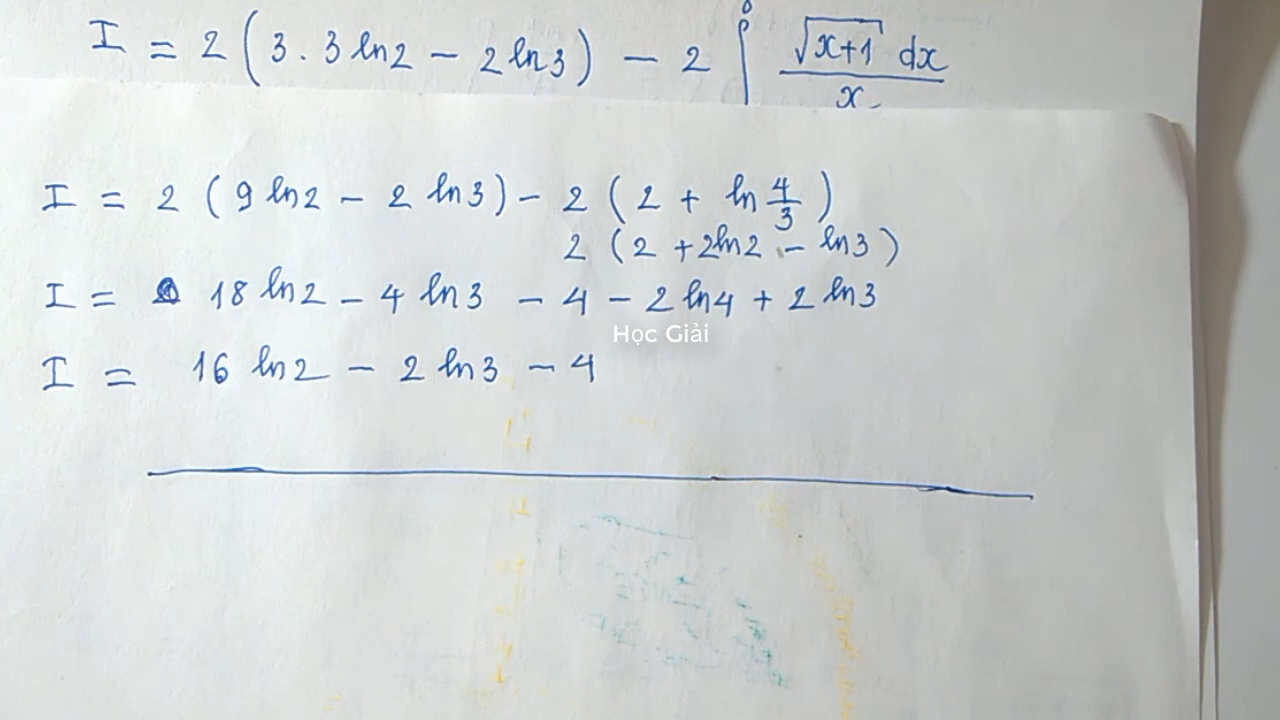 I = 2 ( 3 . 3 ln2 − 2 ln3 ) − 2 ∫ √(x+1) dx / x
I = 2 ( 9 ln2 − 2 ln3 ) − 2 ( 2 + ln 4/3 )
2 ( 2 + 2ln2 − ln3 )
I = 18 ln2 − 4 ln3 − 4 − 2 ln4 + 2 ln3
Học Giải
I = 16 ln2 − 2 ln3 − 4